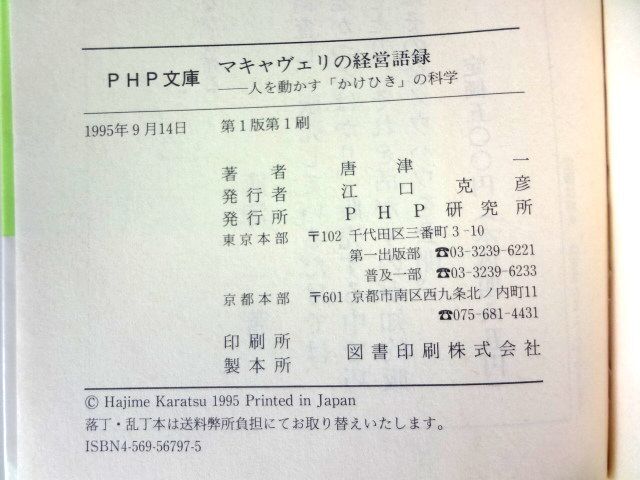 PHP文庫 マキャヴェリの経営語録
――人を動かす「かけひき」の科学
1995年9月14日 第1版第1刷
著者 唐津一
発行者 江口克彦
発行所 PHP研究所
東京本部 〒102 千代田区三番町3-10
第一出版部 ☎03-3239-6221
普及一部 ☎03-3239-6233
京都本部 〒601 京都市南区西九条北ノ内町11
☎075-681-4431
印刷所
製本所 図書印刷株式会社
© Hajime Karatsu 1995 Printed in Japan
落丁・乱丁本は送料弊所負担にてお取り替えいたします。
ISBN4-569-56797-5